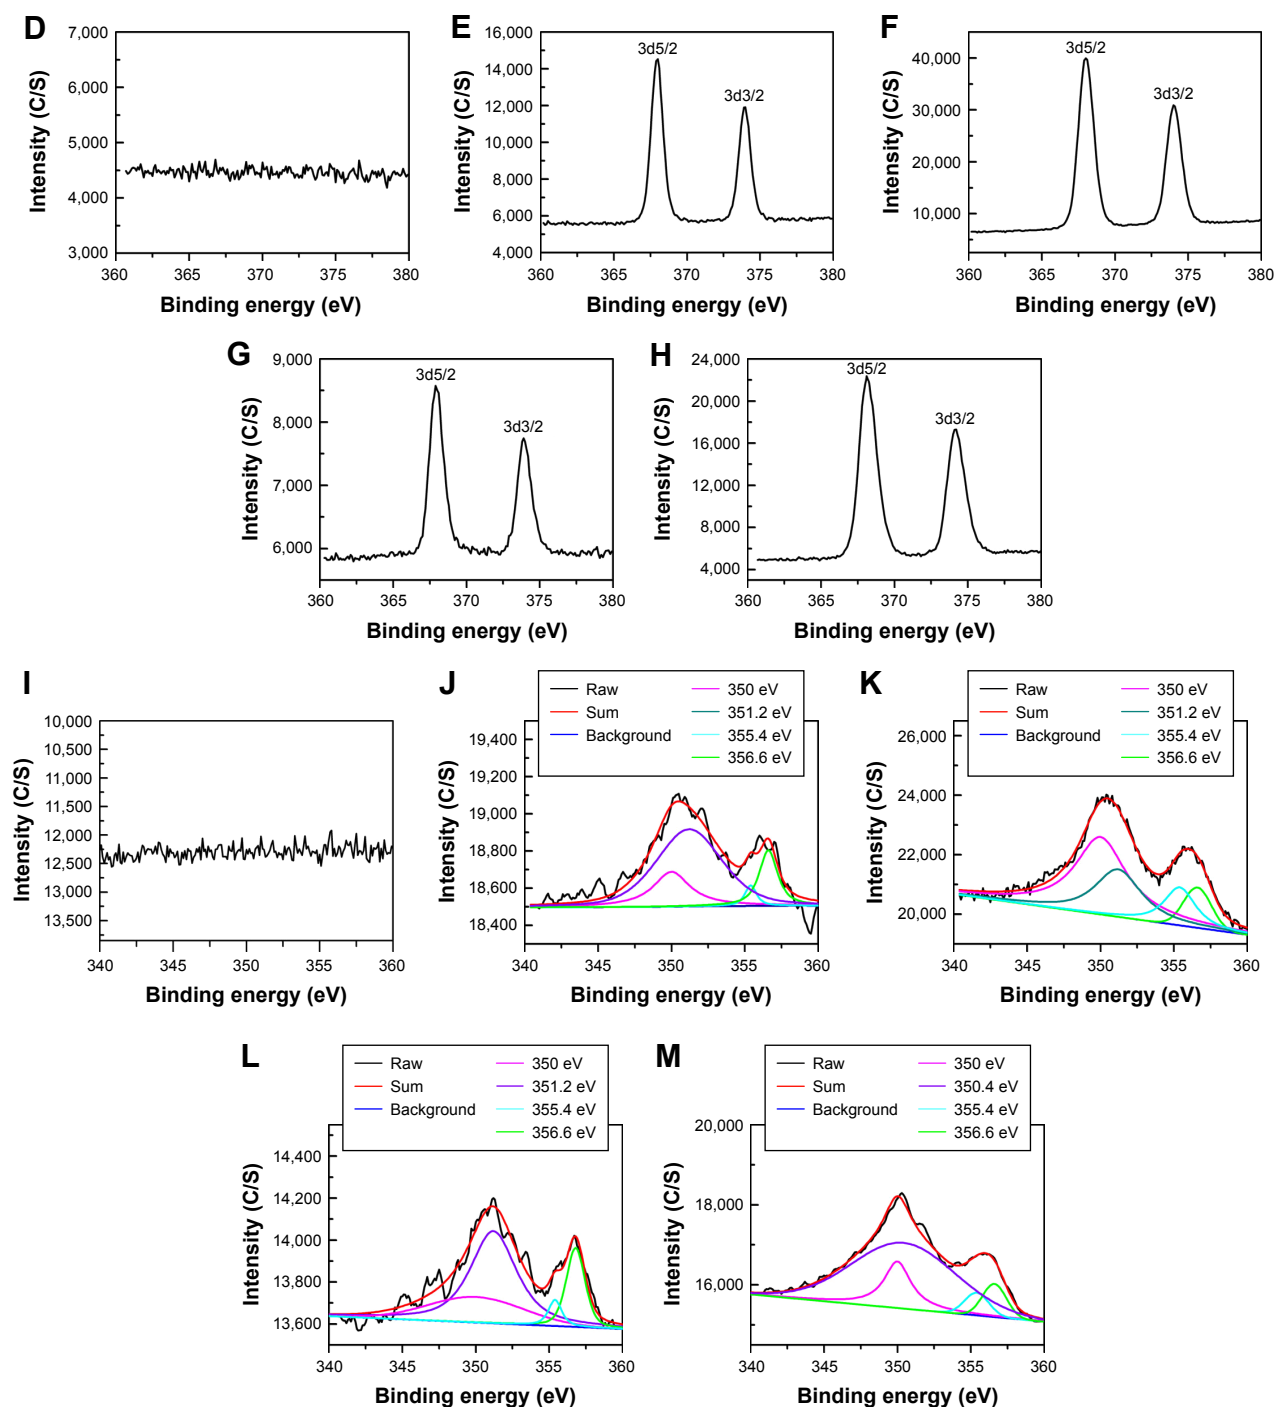 D
7,000
6,000
5,000
4,000
3,000
360 365 370 375 380
Intensity (C/S)
Binding energy (eV)
E
16,000
14,000
12,000
10,000
8,000
6,000
4,000
3d5/2
3d3/2
360 365 370 375 380
Intensity (C/S)
Binding energy (eV)
F
40,000
30,000
20,000
10,000
3d5/2
3d3/2
360 365 370 375 380
Intensity (C/S)
Binding energy (eV)
G
9,000
8,000
7,000
6,000
3d5/2
3d3/2
360 365 370 375 380
Intensity (C/S)
Binding energy (eV)
H
24,000
20,000
16,000
12,000
8,000
4,000
3d5/2
3d3/2
360 365 370 375 380
Intensity (C/S)
Binding energy (eV)
I
10,000
10,500
11,000
11,500
12,000
12,500
13,000
13,500
340 345 350 355 360
Intensity (C/S)
Binding energy (eV)
J
Raw 350 eV
Sum 351.2 eV
Background 355.4 eV
356.6 eV
19,400
19,200
19,000
18,800
18,600
18,400
340 345 350 355 360
Intensity (C/S)
Binding energy (eV)
K
Raw 350 eV
Sum 351.2 eV
Background 355.4 eV
356.6 eV
26,000
24,000
22,000
20,000
340 345 350 355 360
Intensity (C/S)
Binding energy (eV)
L
Raw 350 eV
Sum 351.2 eV
Background 355.4 eV
356.6 eV
14,400
14,200
14,000
13,800
13,600
340 345 350 355 360
Intensity (C/S)
Binding energy (eV)
M
Raw 350 eV
Sum 350.4 eV
Background 355.4 eV
356.6 eV
20,000
18,000
16,000
340 345 350 355 360
Intensity (C/S)
Binding energy (eV)